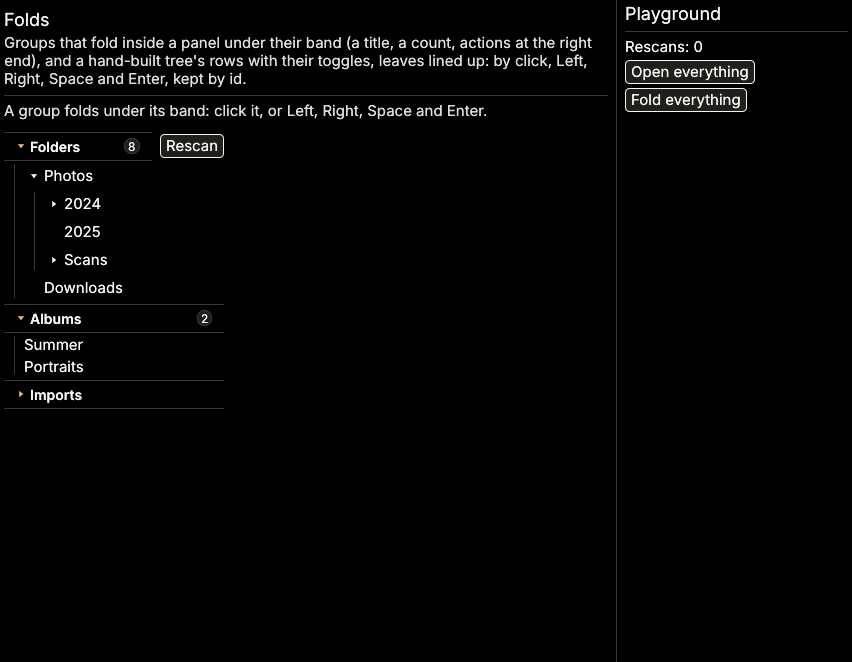 Folds
Groups that fold inside a panel under their band (a title, a count, actions at the right
end), and a hand-built tree's rows with their toggles, leaves lined up: by click, Left,
Right, Space and Enter, kept by id.
A group folds under its band: click it, or Left, Right, Space and Enter.
Folders 8 Rescan
Photos
2024
2025
Scans
Downloads
Albums 2
Summer
Portraits
Imports
Playground
Rescans: 0
Open everything
Fold everything